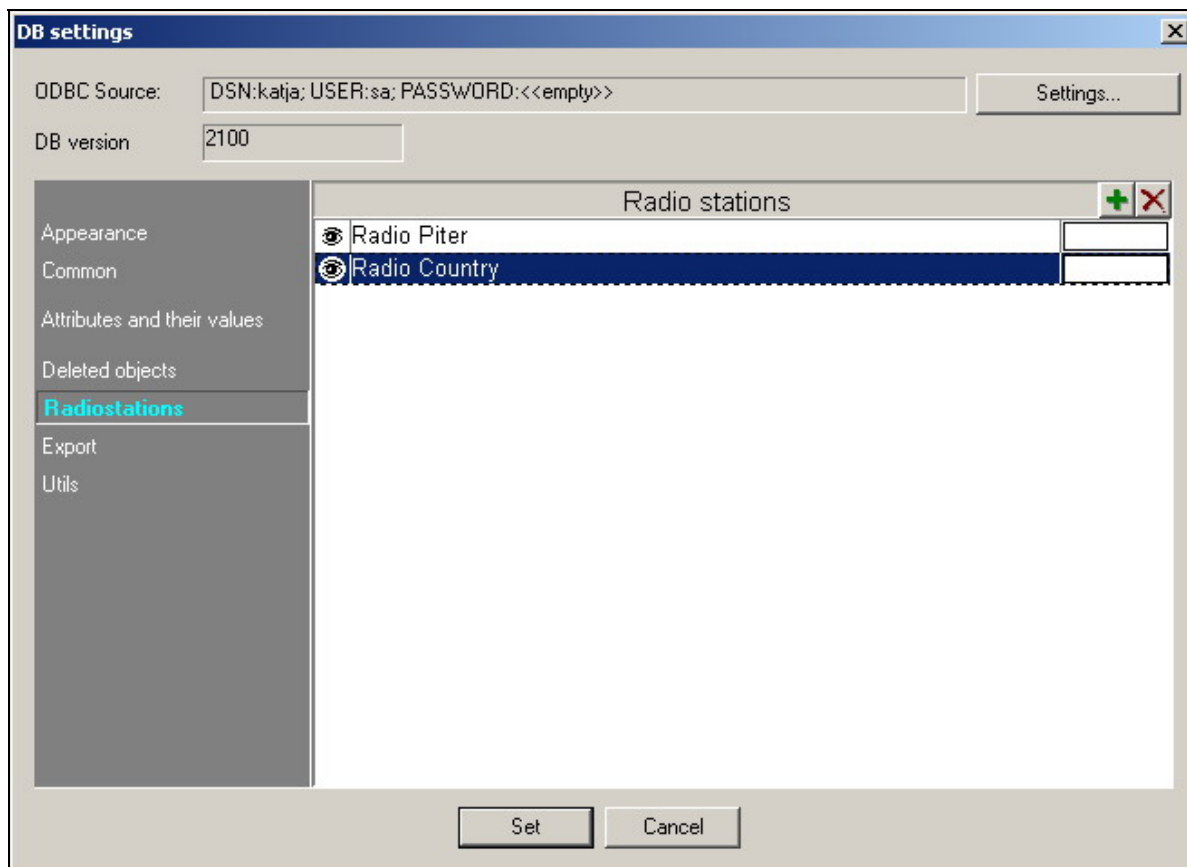 DB settings
ODBC Source: DSN:katja; USER:sa; PASSWORD:<<empty>> Settings...
DB version 2100
Radio stations
Appearance
Common
Attributes and their values
Deleted objects
Radiostations
Export
Utils
Radio Piter
Radio Country
Set Cancel